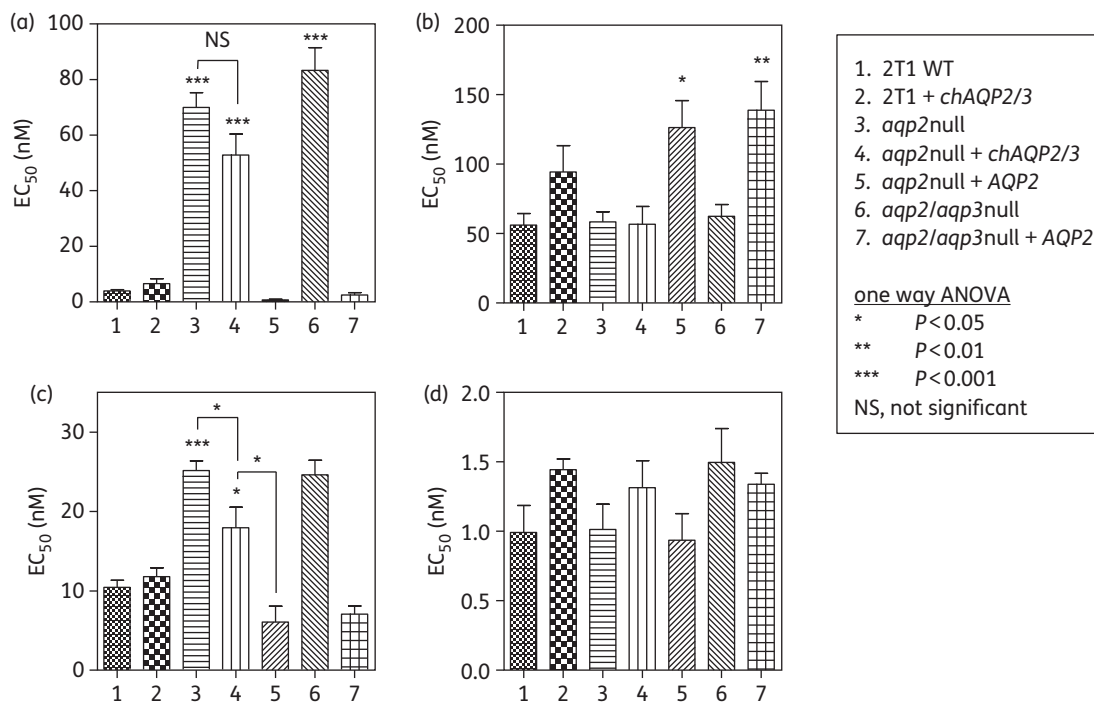 (a)
EC50 (nM)
100
80
60
40
20
0
***
NS
***
***
1 2 3 4 5 6 7
(b)
EC50 (nM)
200
150
100
50
0
*
**
1 2 3 4 5 6 7
1. 2T1 WT
2. 2T1 + chAQP2/3
3. aqp2null
4. aqp2null + chAQP2/3
5. aqp2null + AQP2
6. aqp2/aqp3null
7. aqp2/aqp3null + AQP2
one way ANOVA
* P<0.05
** P<0.01
*** P<0.001
NS, not significant
(c)
EC50 (nM)
30
20
10
0
*
***
*
*
1 2 3 4 5 6 7
(d)
EC50 (nM)
2.0
1.5
1.0
0.5
0.0
1 2 3 4 5 6 7